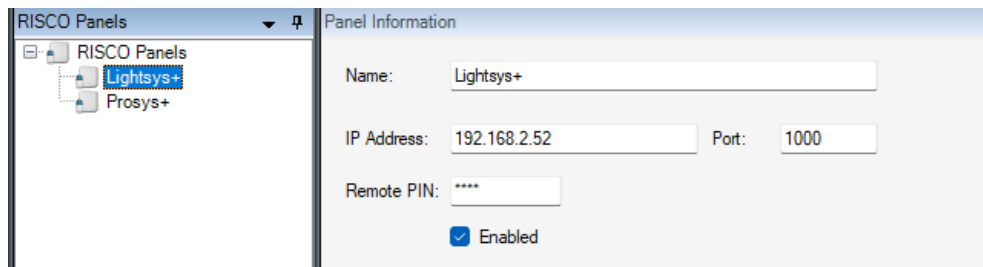 RISCO Panels
RISCO Panels
Lightsys+
Prosys+
Panel Information
Name: Lightsys+
IP Address: 192.168.2.52 Port: 1000
Remote PIN: ****
Enabled